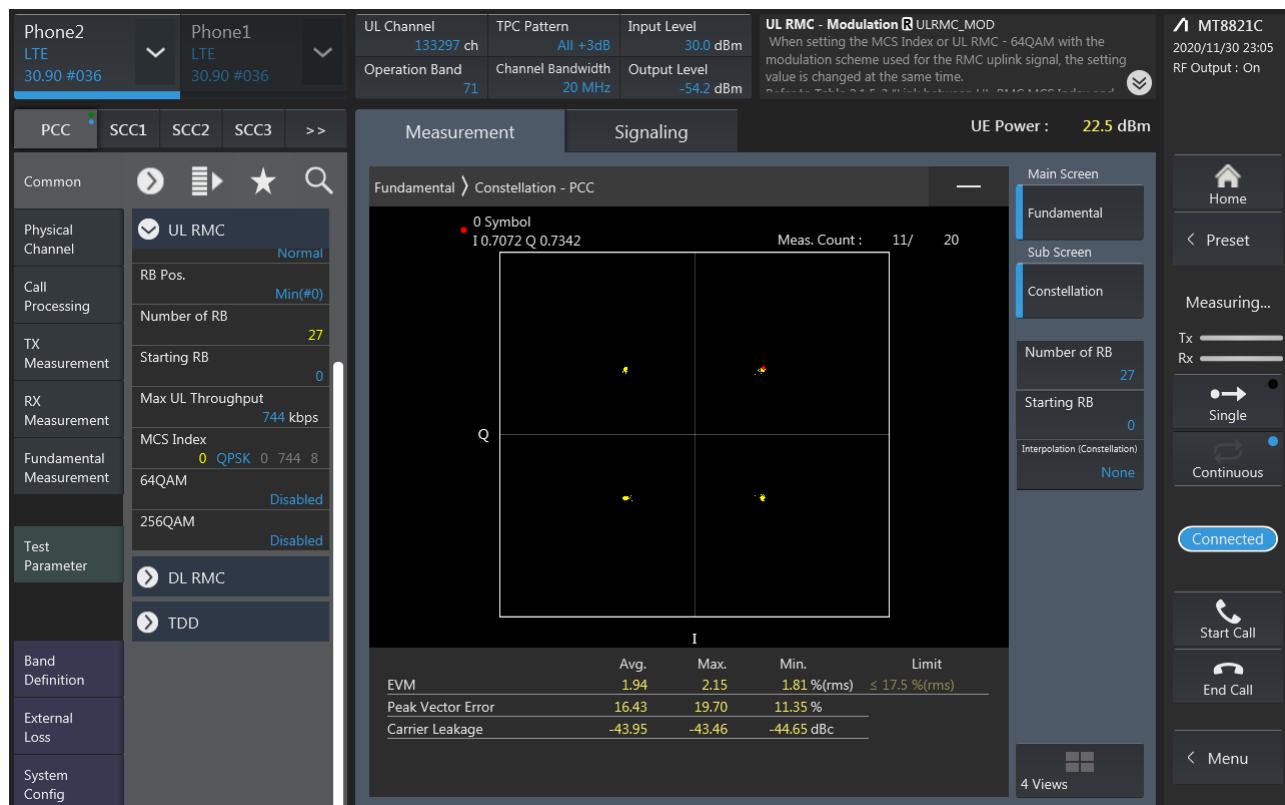 Phone2
LTE
30.90 #036
Phone1
LTE
30.90 #036
UL Channel
133297 ch
Operation Band
71
TPC Pattern
All +3dB
Channel Bandwidth
20 MHz
Input Level
30.0 dBm
Output Level
-54.2 dBm
UL RMC - Modulation R ULRMC_MOD
When setting the MCS Index or UL RMC -
64QAM with the
modulation scheme used for the RMC uplink signal, the setting
value is changed at the same time.
MT8821C
2020/11/30 23:05
RF Output : On
PCC
SCC1
SCC2
SCC3
>>
Measurement
Signaling
UE Power : 22.5 dBm
Common
Physical
Channel
Call
Processing
TX
Measurement
RX
Measurement
Fundamental
Measurement
Test
Parameter
Band
Definition
External
Loss
System
Config
UL RMC
Normal
RB Pos.
Min(#0)
Number of RB
27
Starting RB
0
Max UL Throughput
744 kbps
MCS Index
0 QPSK 0 744 8
64QAM
Disabled
256QAM
Disabled
DL RMC
TDD
Fundamental ❭ Constellation - PCC
0 Symbol
I 0.7072 Q 0.7342
Meas. Count : 11/ 20
Q
I
Avg. Max. Min. Limit
EVM 1.94 2.15 1.81 %(rms) ≤ 17.5 %(rms)
Peak Vector Error 16.43 19.70 11.35 %
Carrier Leakage -43.95 -43.46 -44.65 dBc
Main Screen
Fundamental
Sub Screen
Constellation
Number of RB
27
Starting RB
0
Interpolation (Constellation)
None
4 Views
Home
< Preset
Measuring...
Tx
Rx
Single
Continuous
Connected
Start Call
End Call
< Menu